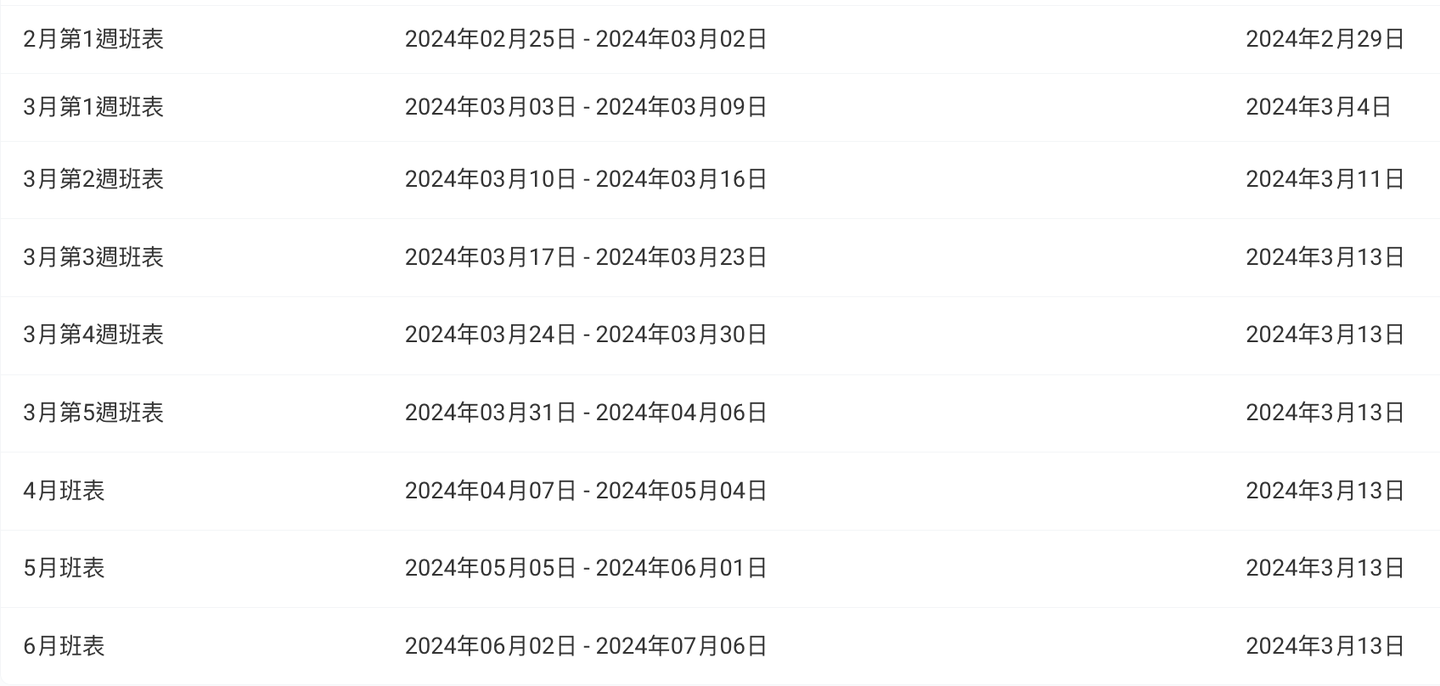 2月第1週班表 2024年02月25日 - 2024年03月02日 2024年2月29日
3月第1週班表 2024年03月03日 - 2024年03月09日 2024年3月4日
3月第2週班表 2024年03月10日 - 2024年03月16日 2024年3月11日
3月第3週班表 2024年03月17日 - 2024年03月23日 2024年3月13日
3月第4週班表 2024年03月24日 - 2024年03月30日 2024年3月13日
3月第5週班表 2024年03月31日 - 2024年04月06日 2024年3月13日
4月班表 2024年04月07日 - 2024年05月04日 2024年3月13日
5月班表 2024年05月05日 - 2024年06月01日 2024年3月13日
6月班表 2024年06月02日 - 2024年07月06日 2024年3月13日